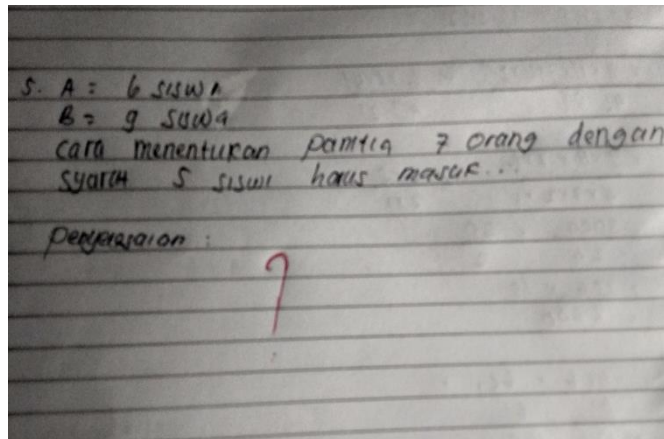 5. A = 6 siswa
B = 9 siswa
cara menentukan panitia 7 orang dengan
syarat 5 siswi harus masuk...
penyelesaian :
?